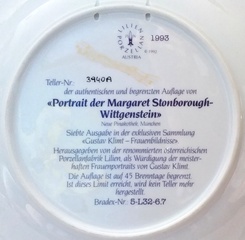 LILIEN PORZELLAN
AUSTRIA
1993
Teller-Nr: 3940A
der authentischen und begrenzten Auflage von
«Portrait der Margaret Stonborough-
Wittgenstein»
Neue Pinakothek, München
Siebte Ausgabe in der exklusiven Sammlung
«Gustav Klimt – Frauenbildnisse»
Herausgegeben von der renommierten österreichischen
Porzellanfabrik Lilien, als Würdigung der meister-
haften Frauenportraits von Gustav Klimt.
Die Auflage ist auf 45 Brenntage begrenzt.
Ist dieses Limit erreicht, wird kein Teller mehr
hergestellt.
Bradex-Nr.: 5-L32-6.7